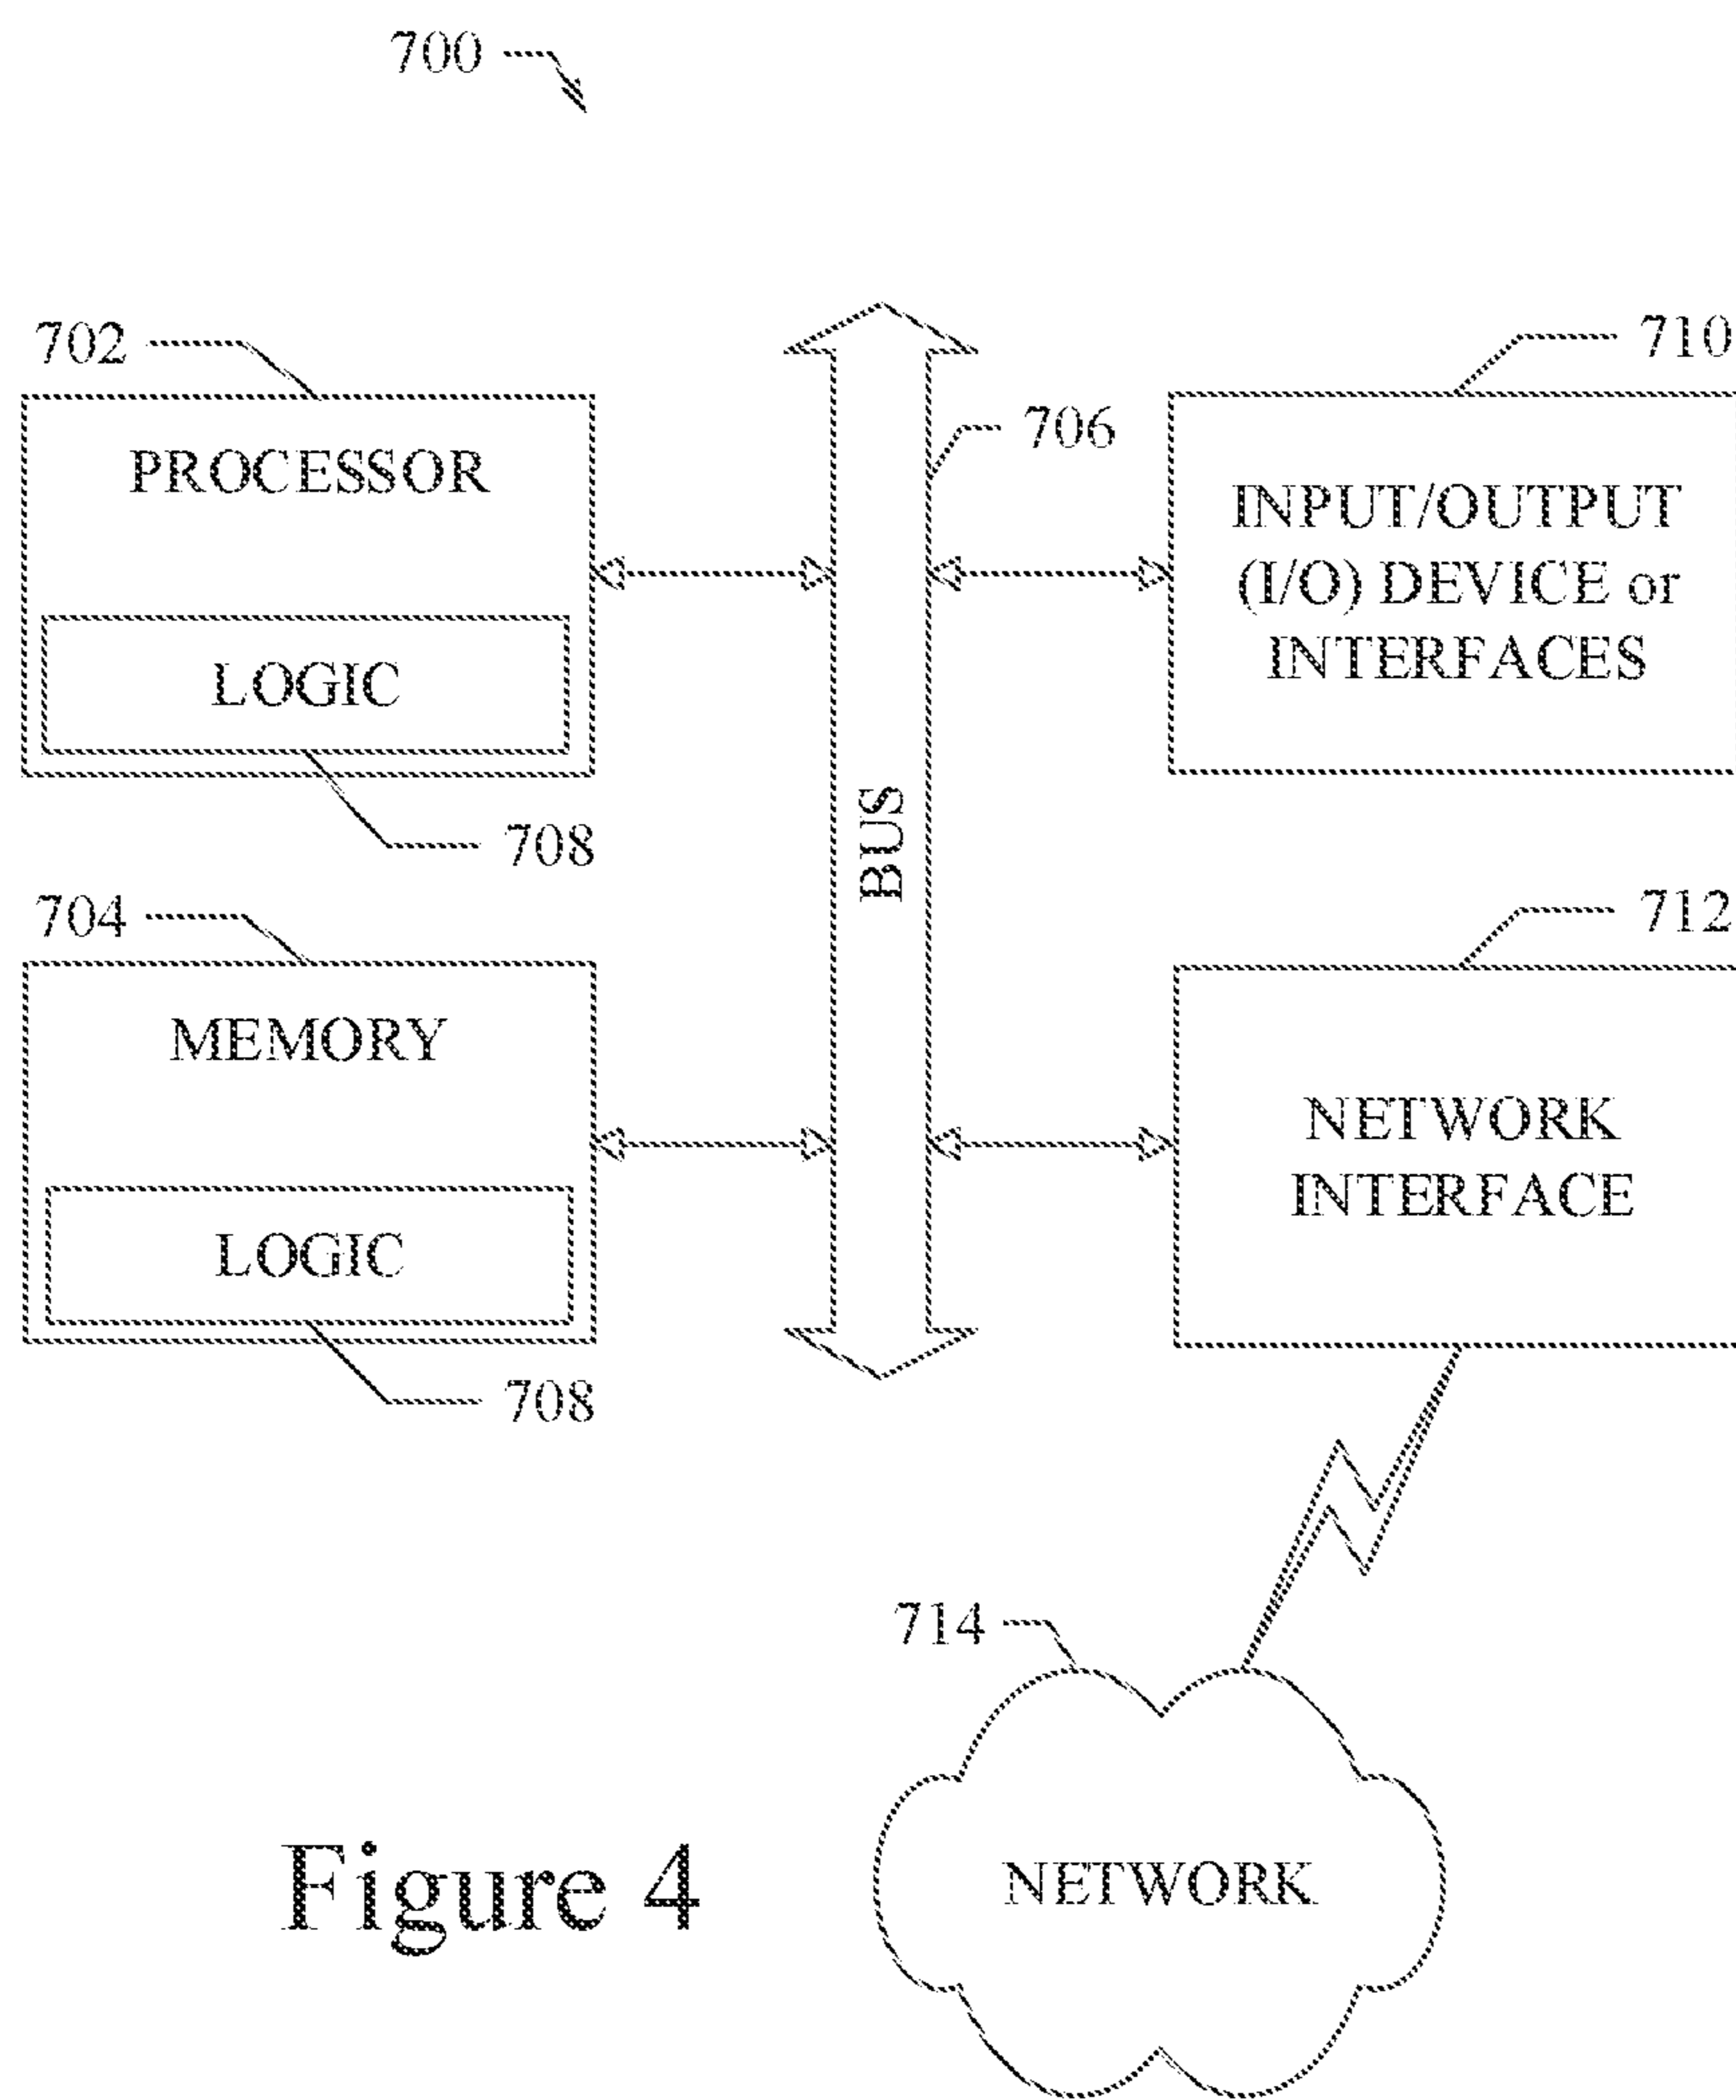 700
702
710
706
PROCESSOR
INPUT/OUTPUT
(I/O) DEVICE or
INTERFACES
LOGIC
708
BUS
704
712
MEMORY
NETWORK
INTERFACE
LOGIC
708
714
NETWORK
Figure 4